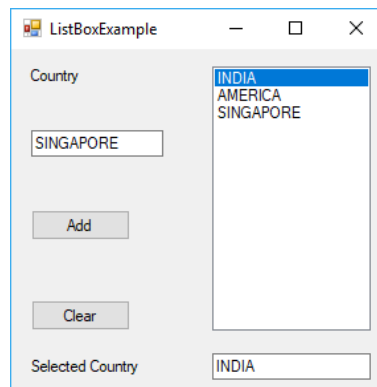 ListBoxExample
Country
SINGAPORE
Add
Clear
INDIA
AMERICA
SINGAPORE
Selected Country
INDIA